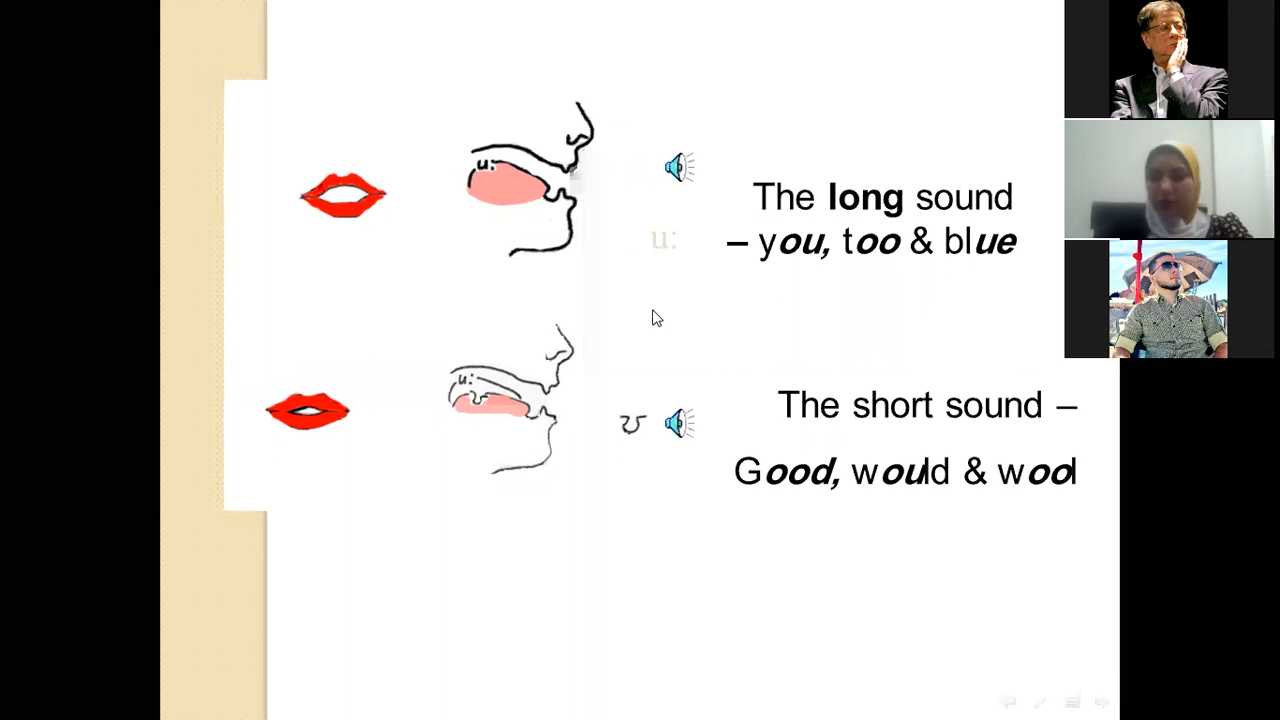 u:
u:
The long sound
– you, too & blue
u:
ʊ
ʊ
The short sound –
Good, would & wool